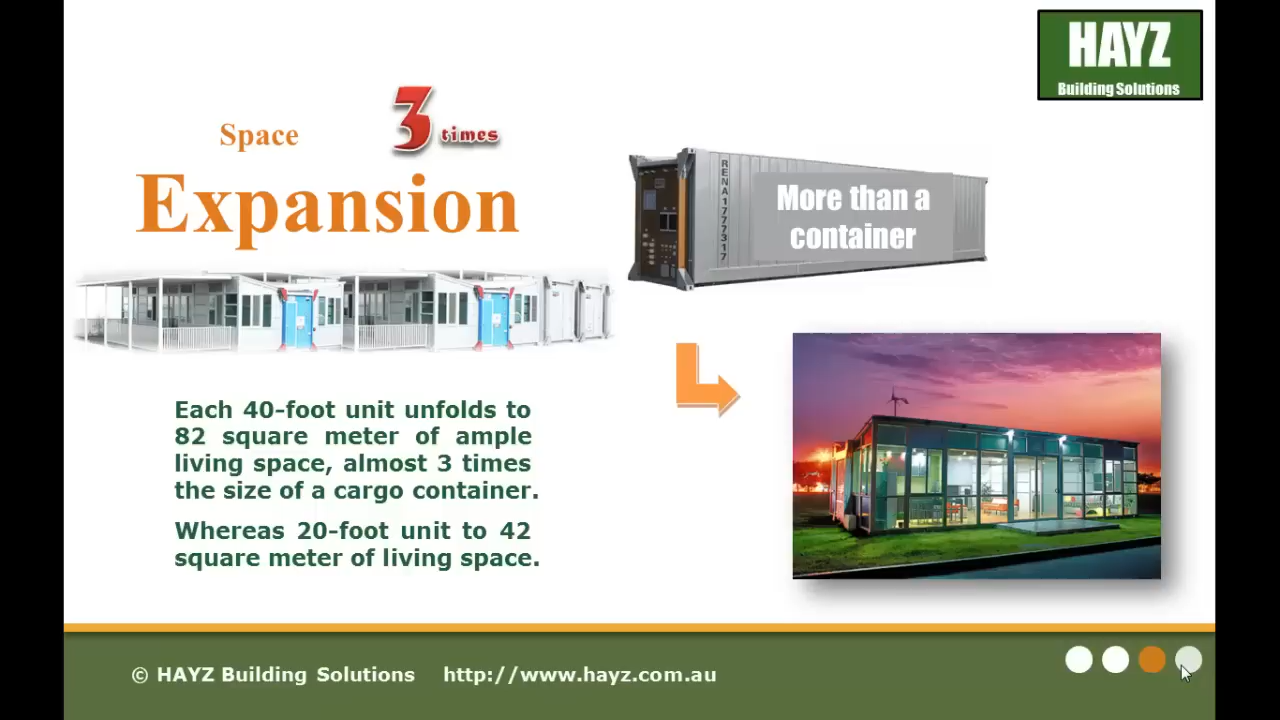 HAYZ
Building Solutions
Space 3 times
Expansion
RENA1777317
More than a
container
Each 40-foot unit unfolds to
82 square meter of ample
living space, almost 3 times
the size of a cargo container.
Whereas 20-foot unit to 42
square meter of living space.
© HAYZ Building Solutions http://www.hayz.com.au